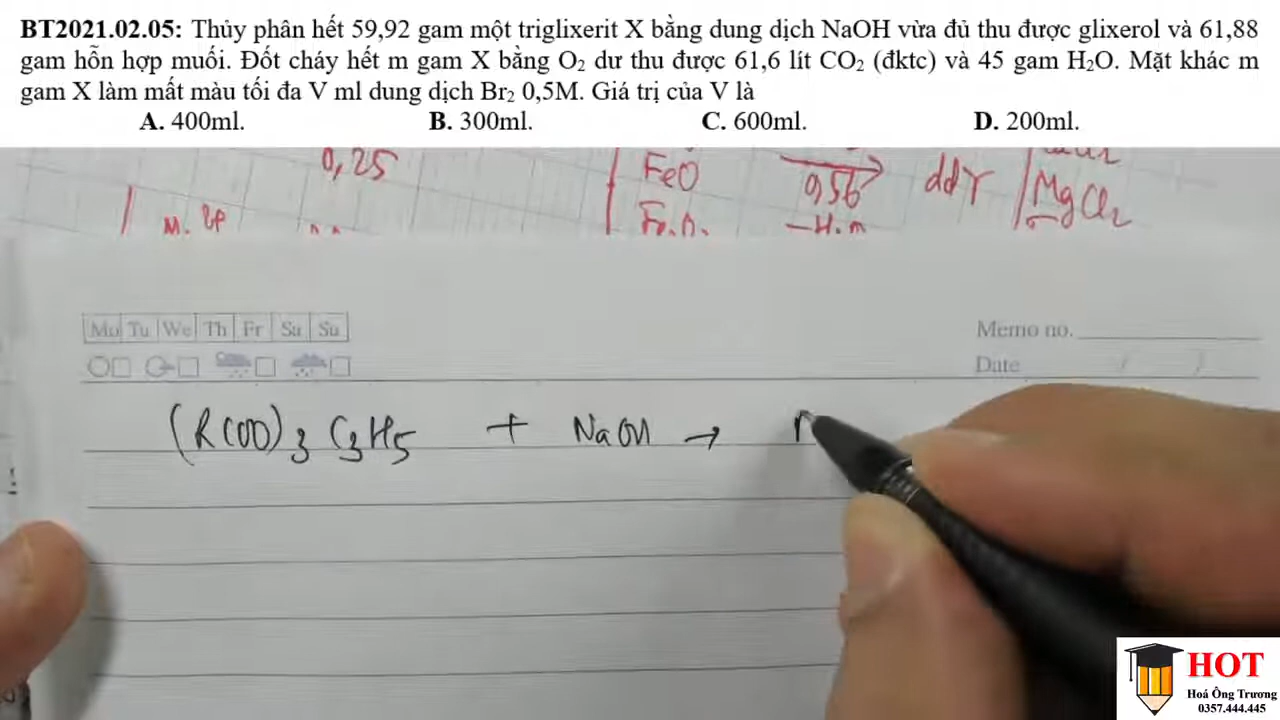 BT2021.02.05: Thủy phân hết 59,92 gam một triglixerit X bằng dung dịch NaOH vừa đủ thu được glixerol và 61,88
gam hỗn hợp muối. Đốt cháy hết m gam X bằng O₂ dư thu được 61,6 lít CO₂ (đktc) và 45 gam H₂O. Mặt khác m
gam X làm mất màu tối đa V ml dung dịch Br₂ 0,5M. Giá trị của V là
A. 400ml. B. 300ml. C. 600ml. D. 200ml.
0,25 FeO 0,56 ddY MgCl₂
Mo Tu We Th Fr Sa Su
Memo no.
Date / /
(RCOO)₃C₃H₅ + NaOH →
HOT
Hoá Ông Trương
0357.444.445